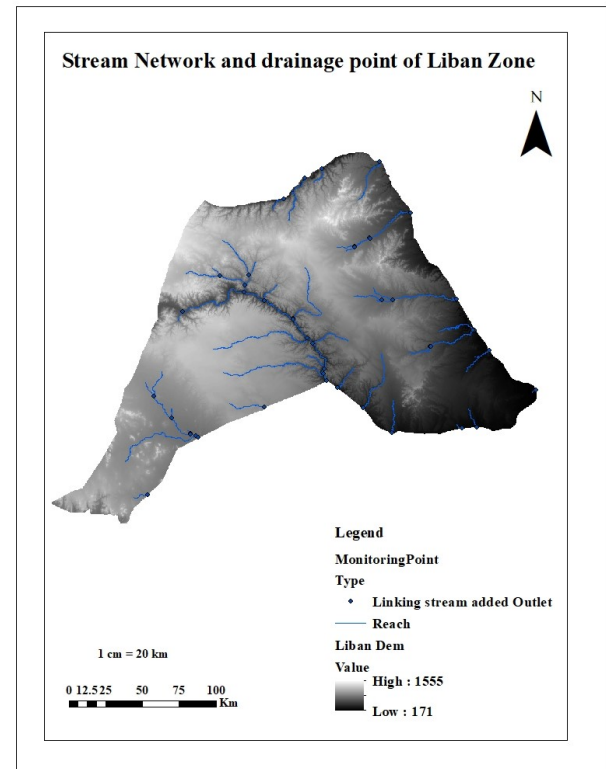 Stream Network and drainage point of Liban Zone
N
Legend
MonitoringPoint
Type
Linking stream added Outlet
Reach
Liban Dem
Value
High : 1555
Low : 171
1 cm = 20 km
0 12.5 25 50 75 100
Km